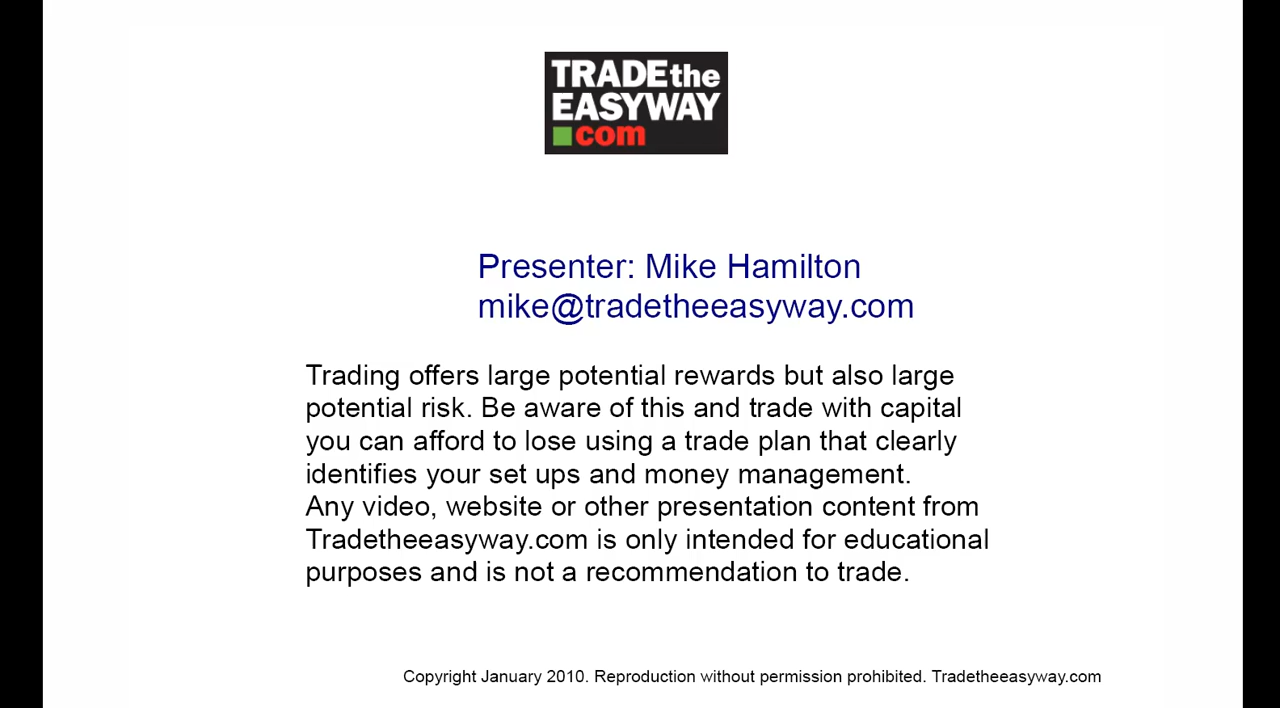 TRADEthe
EASYWAY
.com
Presenter: Mike Hamilton
mike@tradetheeasyway.com
Trading offers large potential rewards but also large
potential risk. Be aware of this and trade with capital
you can afford to lose using a trade plan that clearly
identifies your set ups and money management.
Any video, website or other presentation content from
Tradetheeasyway.com is only intended for educational
purposes and is not a recommendation to trade.
Copyright January 2010. Reproduction without permission prohibited. Tradetheeasyway.com